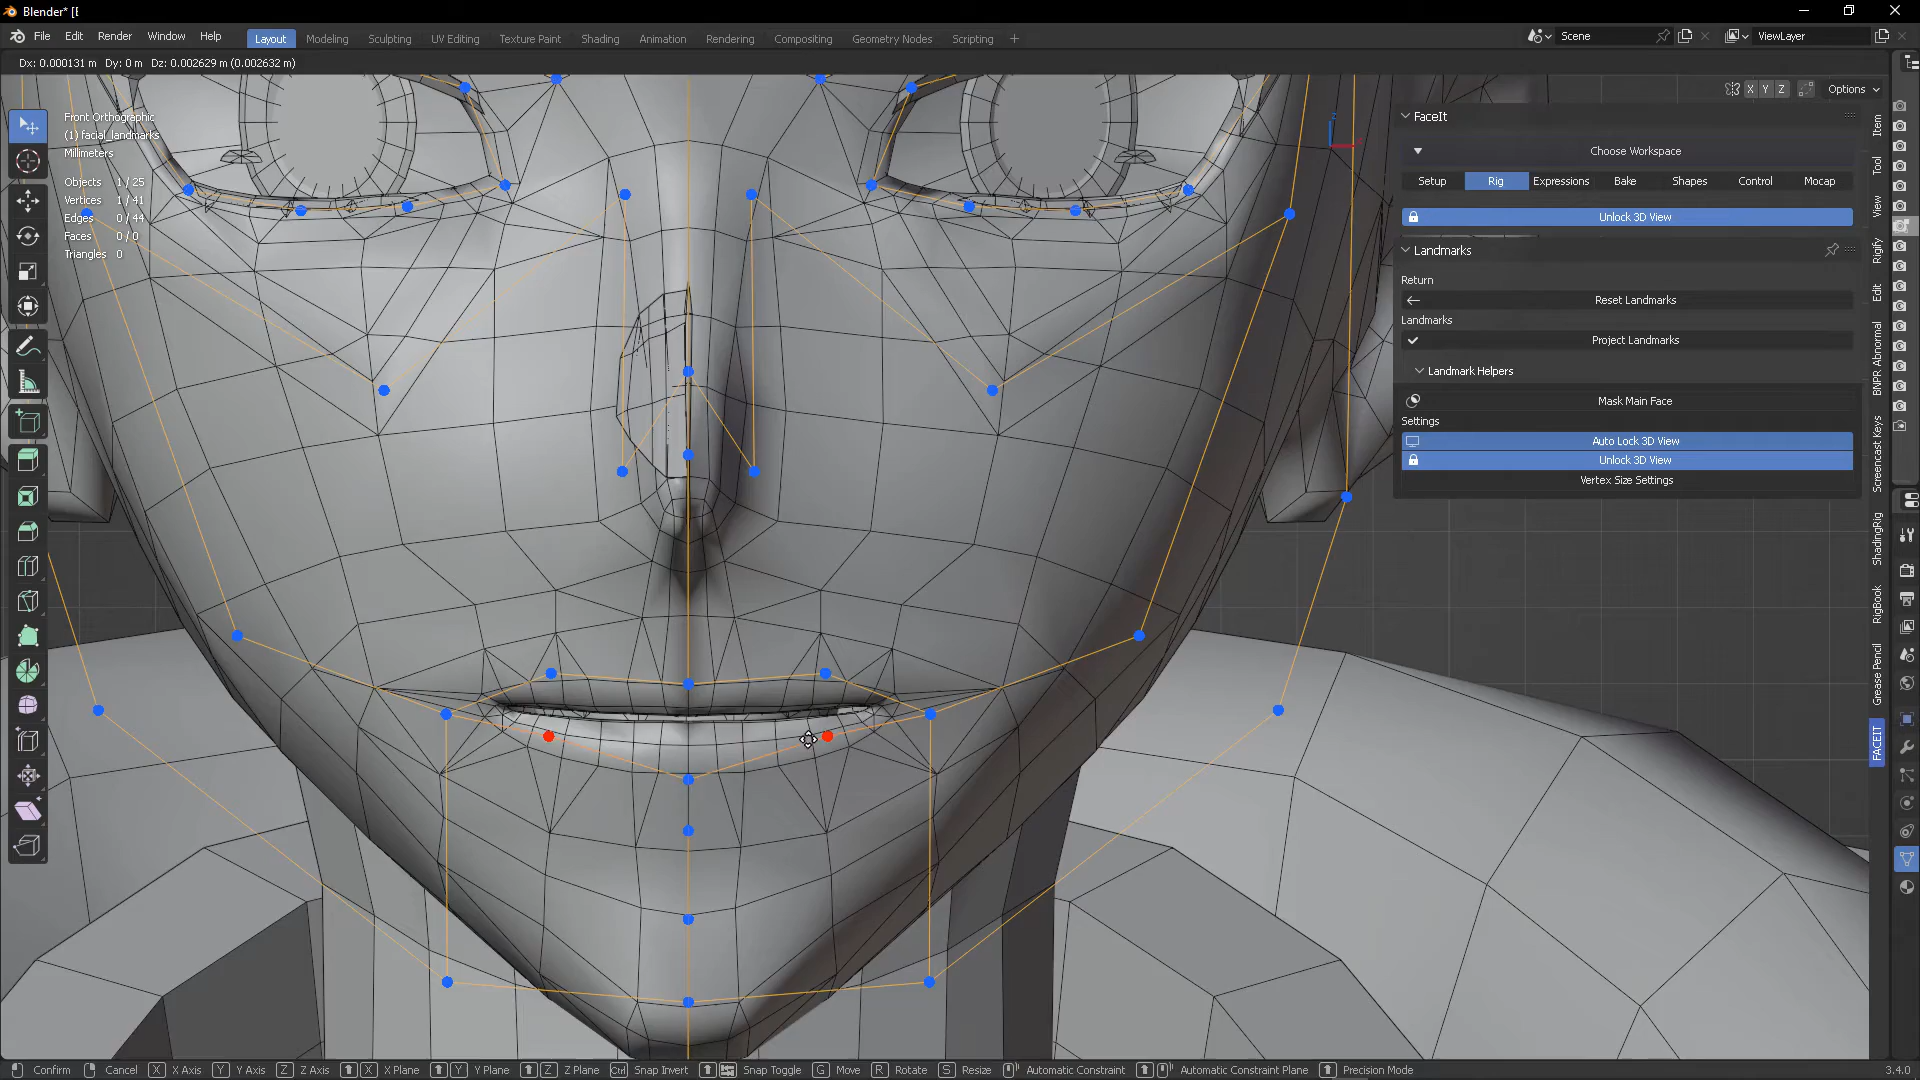 Blender* [E
File Edit Render Window Help Layout Modeling Sculpting UV Editing Texture Paint Shading Animation Rendering Compositing Geometry Nodes Scripting + Scene ViewLayer
Dx: 0.000131 m Dy: 0 m Dz: 0.002629 m (0.002632 m)
X Y Z Options
Front Orthographic
(1) facial_landmarks
Millimeters
Objects 1 / 25
Vertices 1 / 41
Edges 0 / 44
Faces 0 / 0
Triangles 0
FaceIt
Choose Workspace
Setup Rig Expressions Bake Shapes Control Mocap
Unlock 3D View
Landmarks
Return
Reset Landmarks
Landmarks
Project Landmarks
Landmark Helpers
Mask Main Face
Settings
Auto Lock 3D View
Unlock 3D View
Vertex Size Settings
Item
Tool
View
Rigify
Edit
BNPR Abnormal
Screencast Keys
ShadingRig
RigBook
Grease Pencil
FACEIT
Confirm Cancel X X Axis Y Y Axis Z Z Axis X X Plane Y Y Plane Z Z Plane Ctrl Snap Invert Snap Toggle G Move R Rotate S Resize Automatic Constraint Automatic Constraint Plane Precision Mode 3.4.0